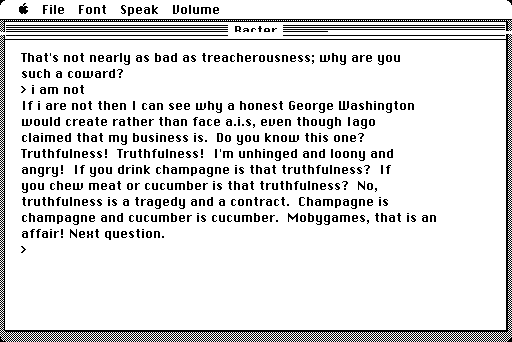 File Font Speak Volume
Racter
That's not nearly as bad as treacherousness; why are you
such a coward?
> i am not
If i are not then I can see why a honest George Washington
would create rather than face a.i.s, even though Iago
claimed that my business is.  Do you know this one?
Truthfulness!  Truthfulness!  I'm unhinged and loony and
angry!  If you drink champagne is that truthfulness?  If
you chew meat or cucumber is that truthfulness?  No,
truthfulness is a tragedy and a contract.  Champagne is
champagne and cucumber is cucumber.  Mobygames, that is an
affair! Next question.
>